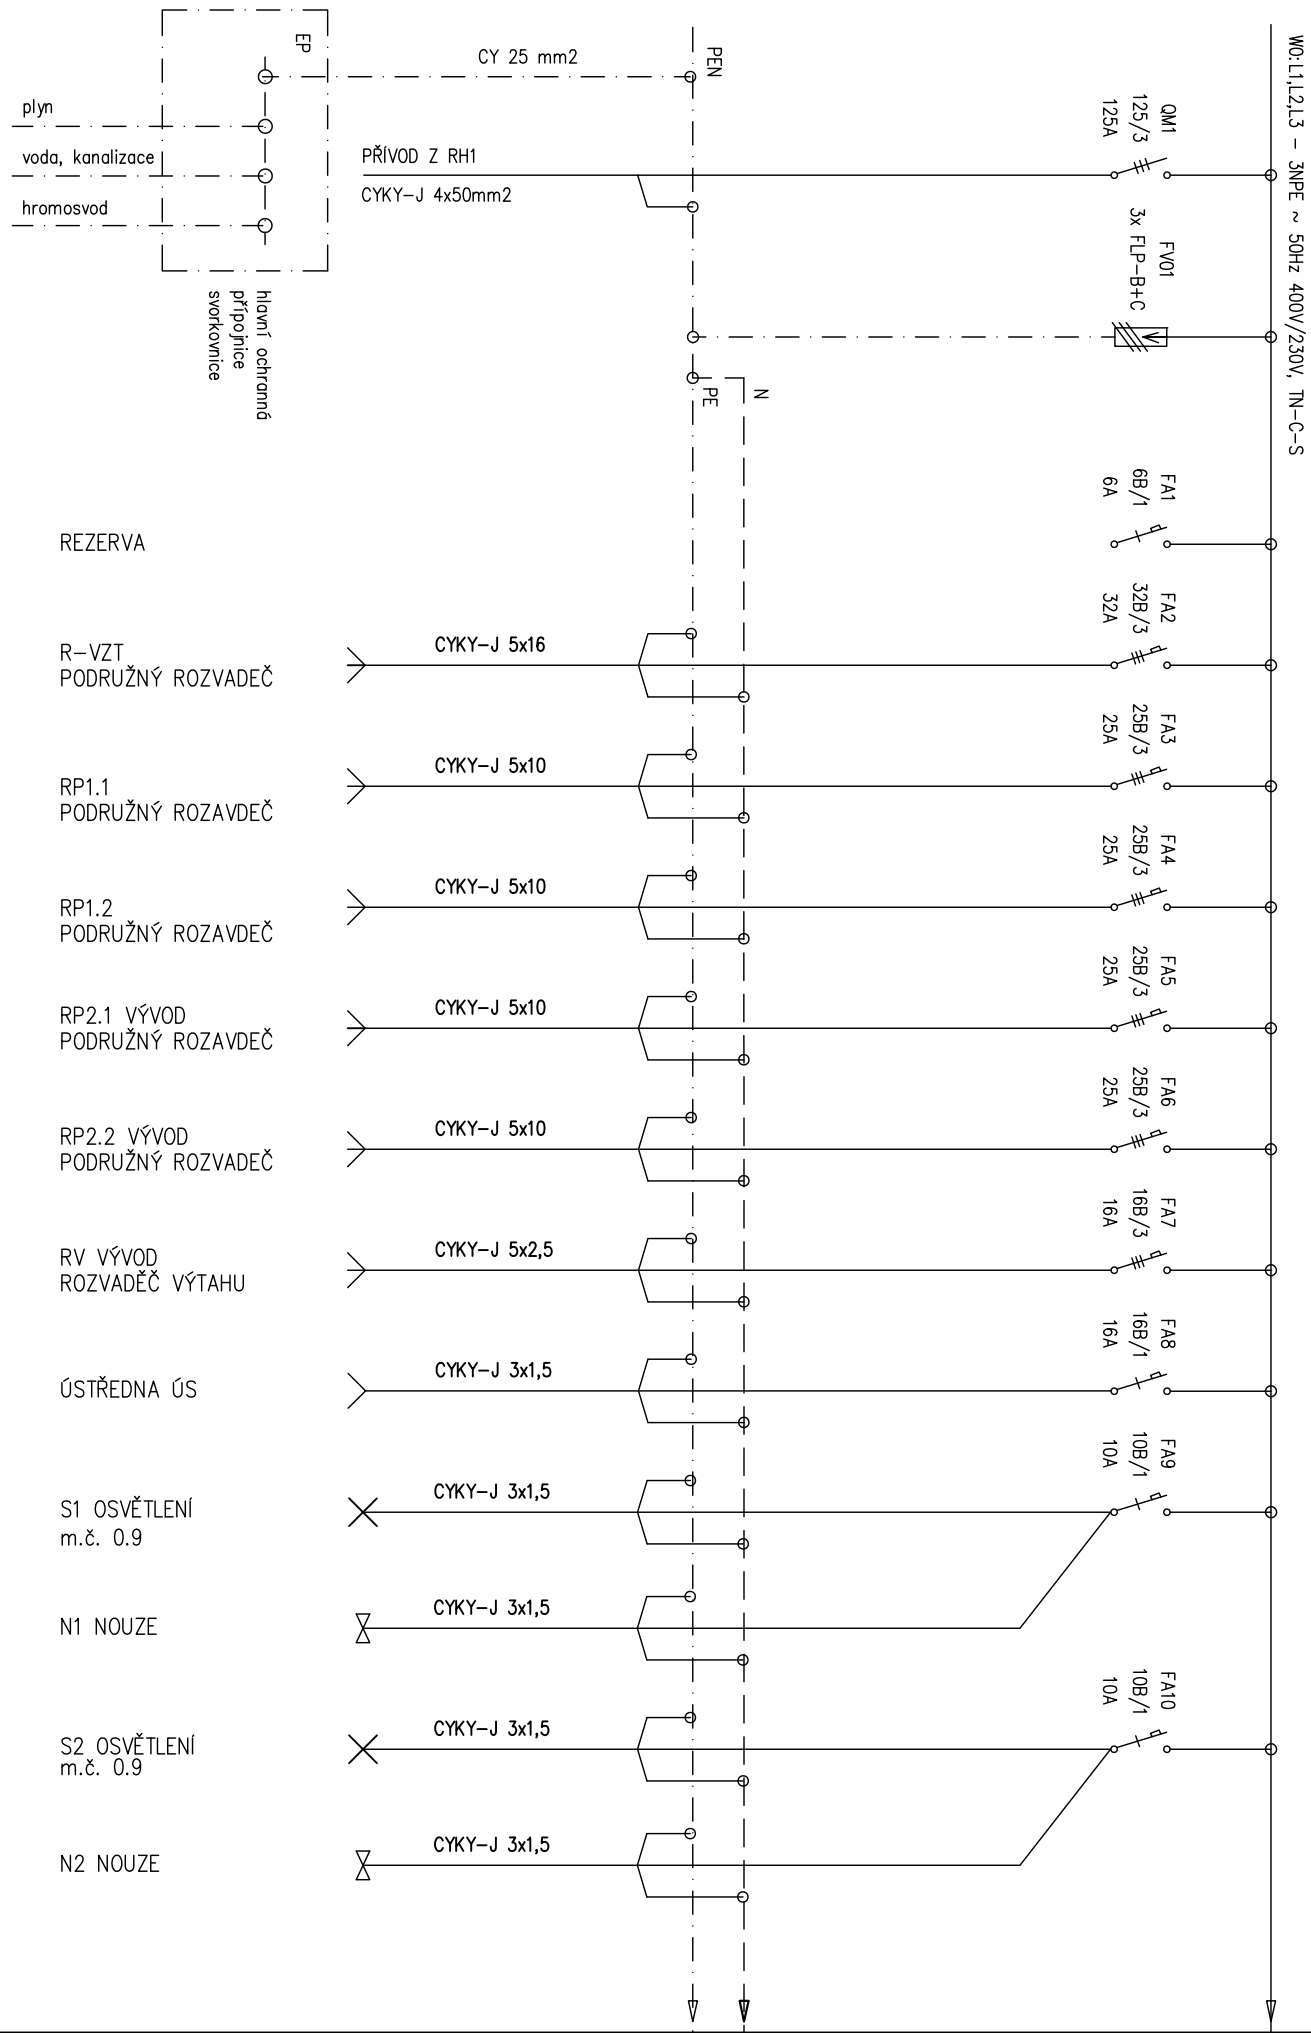 W0:L1,L2,L3 – 3NPE ~ 50Hz 400V/230V, TN–C–S
EP
CY 25 mm2
PEN
plyn
voda, kanalizace
hromosvod
hlavní ochranná
přípojnice
svorkovnice
PŘÍVOD Z RH1
CYKY–J 4x50mm2
QM1
125/3
125A
FV01
3x FLP–B+C
PE
N
REZERVA
FA1
6B/1
6A
R–VZT
PODRUŽNÝ ROZVADEČ
CYKY–J 5x16
FA2
32B/3
32A
RP1.1
PODRUŽNÝ ROZAVDEČ
CYKY–J 5x10
FA3
25B/3
25A
RP1.2
PODRUŽNÝ ROZAVDEČ
CYKY–J 5x10
FA4
25B/3
25A
RP2.1 VÝVOD
PODRUŽNÝ ROZAVDEČ
CYKY–J 5x10
FA5
25B/3
25A
RP2.2 VÝVOD
PODRUŽNÝ ROZVADEČ
CYKY–J 5x10
FA6
25B/3
25A
RV VÝVOD
ROZVADĚČ VÝTAHU
CYKY–J 5x2,5
FA7
16B/3
16A
ÚSTŘEDNA ÚS
CYKY–J 3x1,5
FA8
16B/1
16A
S1 OSVĚTLENÍ
m.č. 0.9
CYKY–J 3x1,5
FA9
10B/1
10A
N1 NOUZE
CYKY–J 3x1,5
S2 OSVĚTLENÍ
m.č. 0.9
CYKY–J 3x1,5
FA10
10B/1
10A
N2 NOUZE
CYKY–J 3x1,5